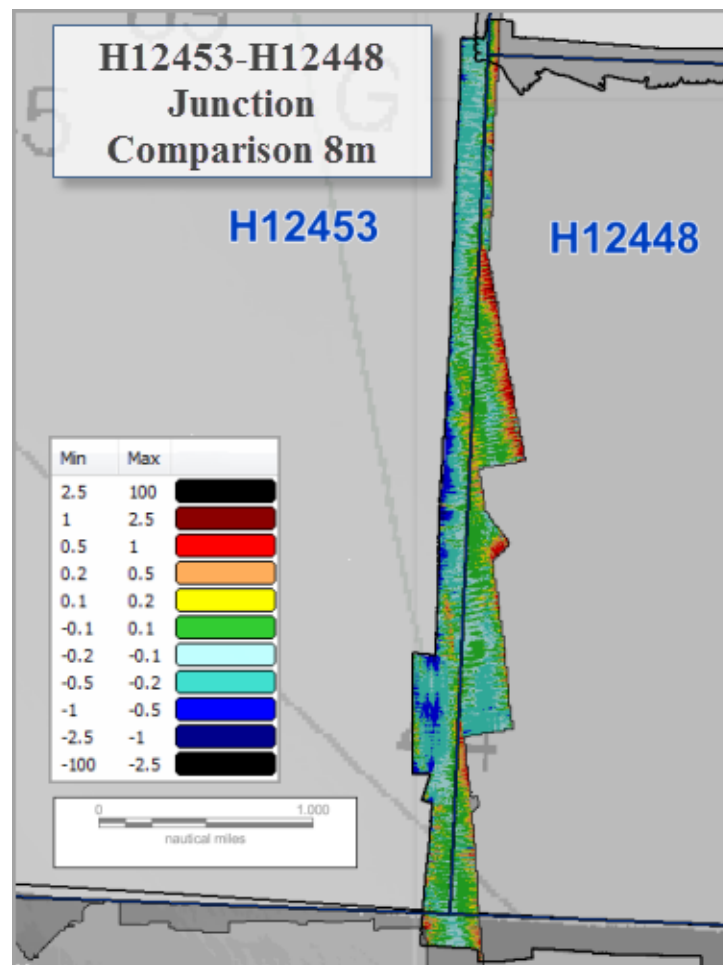 H12453-H12448
Junction
Comparison 8m
5
G
H12453
H12448
Min Max
2.5 100
1 2.5
0.5 1
0.2 0.5
0.1 0.2
-0.1 0.1
-0.2 -0.1
-0.5 -0.2
-1 -0.5
-2.5 -1
-100 -2.5
0 1.000
nautical miles